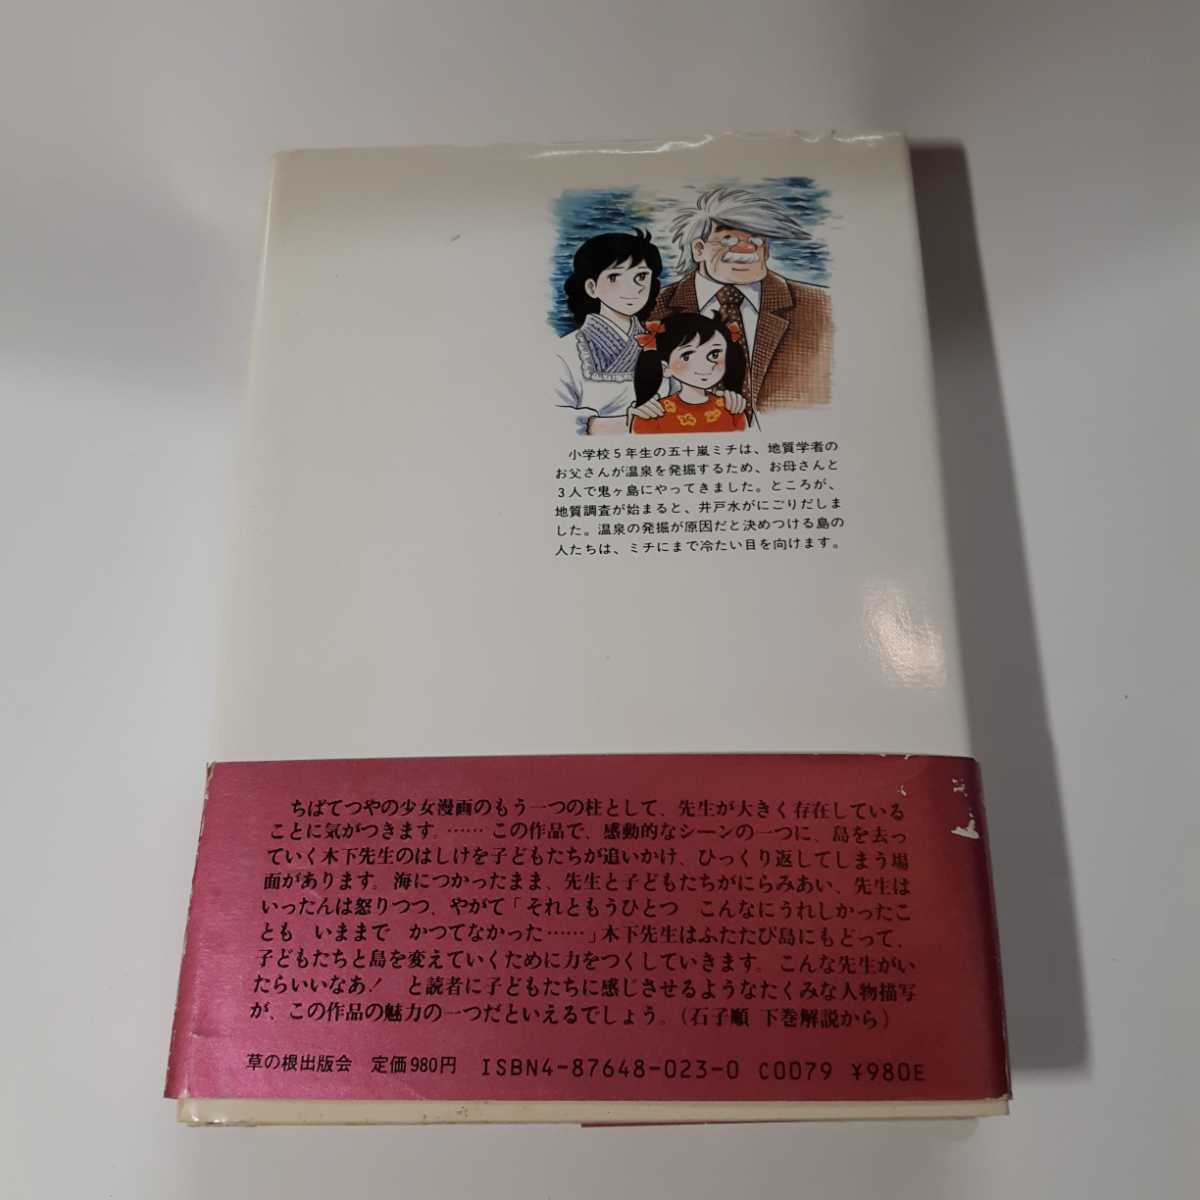 小学校5年生の五十嵐ミチは、地質学者の
お父さんが温泉を発掘するため、お母さんと
3人で鬼ヶ島にやってきました。ところが、
地質調査が始まると、井戸水がにごりだしま
した。温泉の発掘が原因だと決めつける島の
人たちは、ミチにまで冷たい目を向けます。
ちばてつやの少女漫画のもう一つの柱として、先生が大きく存在している
ことに気がつきます。…… この作品で、感動的なシーンの一つに、島を去っ
ていく木下先生のはしけを子どもたちが追いかけ、ひっくり返してしまう場
面があります。海につかったまま、先生と子どもたちがにらみあい、先生は
いったんは怒りつつ、やがて「それともうひとつ こんなにうれしかったこ
とも いままで かつてなかった……」木下先生はふたたび島にもどって、
子どもたちと島を変えていくために力をつくしていきます。こんな先生がい
たらいいなあ! と読者に子どもたちに感じさせるようなたくみな人物描写
が、この作品の魅力の一つだといえるでしょう。(石子順 下巻解説から)
草の根出版会 定価980円 ISBN4-87648-023-0 C0079 ¥980E